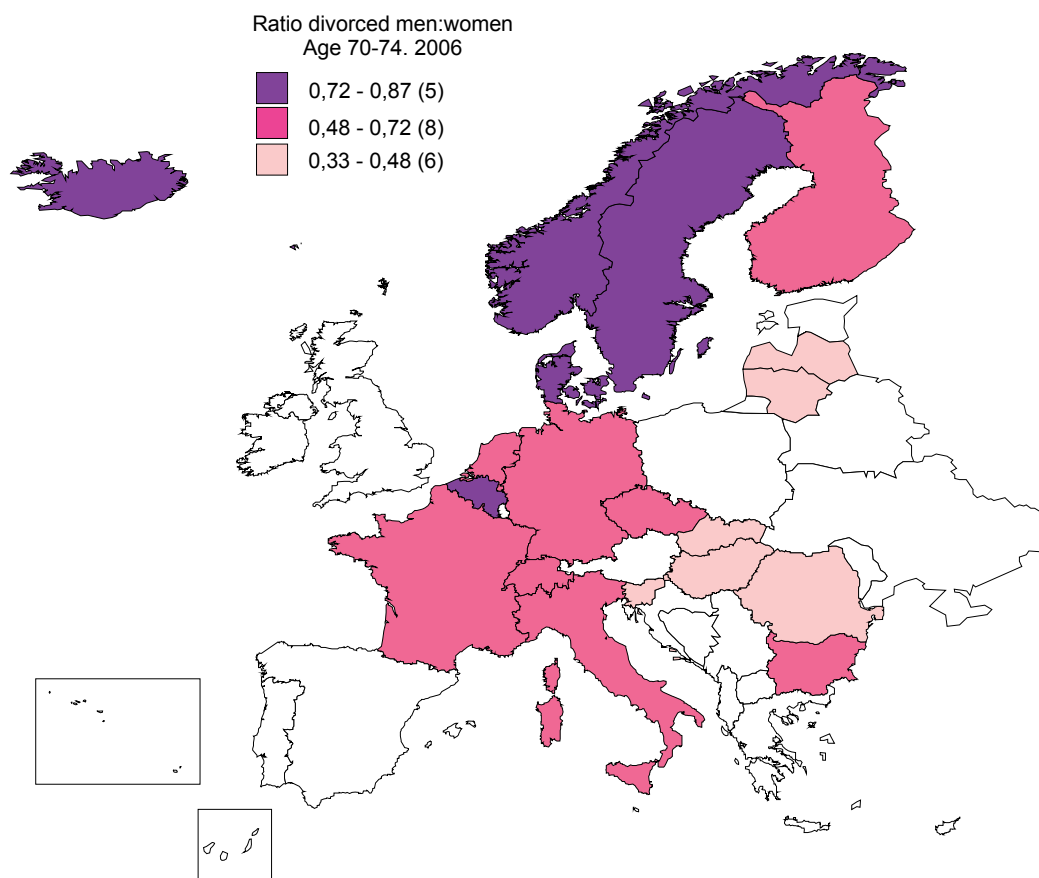 Ratio divorced men:women
Age 70-74. 2006
0,72 - 0,87 (5)
0,48 - 0,72 (8)
0,33 - 0,48 (6)